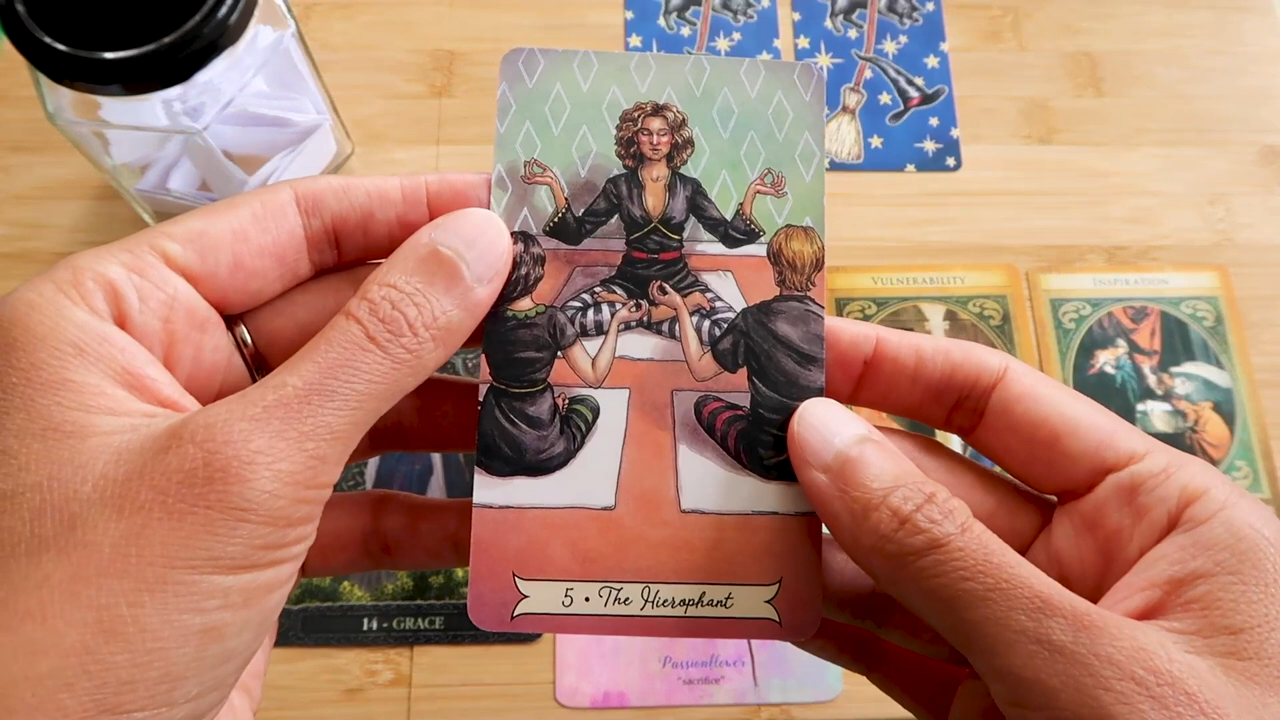 VULNERABILITY
INSPIRATION
5 • The Hierophant
14 - GRACE
Passionflower
"sacrifice"